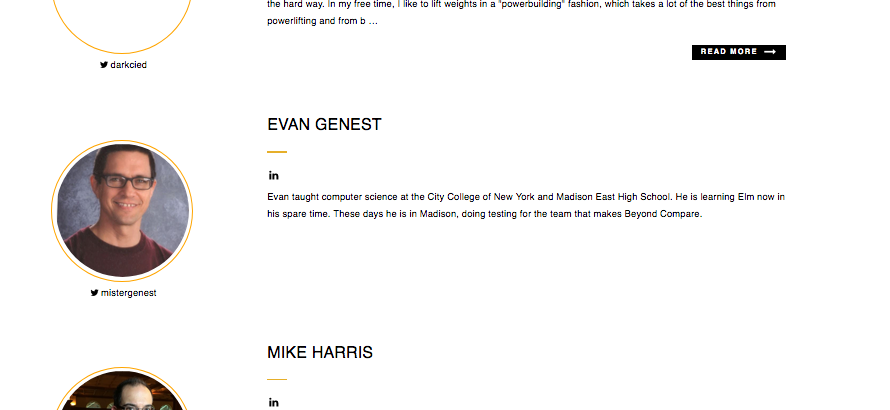 the hard way. In my free time, I like to lift weights in a "powerbuilding" fashion, which takes a lot of the best things from
powerlifting and from b ...
READ MORE
darkcied
EVAN GENEST
in
Evan taught computer science at the City College of New York and Madison East High School. He is learning Elm now in
his spare time. These days he is in Madison, doing testing for the team that makes Beyond Compare.
mistergenest
MIKE HARRIS
in